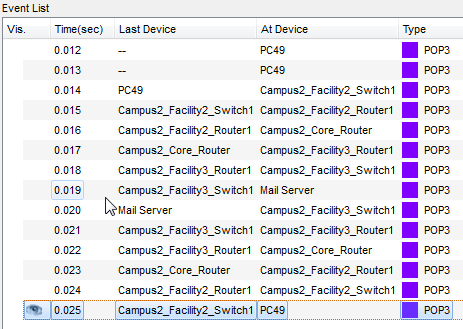 Event List
Vis. Time(sec) Last Device At Device Type
0.012 -- PC49 POP3
0.013 -- PC49 POP3
0.014 PC49 Campus2_Facility2_Switch1 POP3
0.015 Campus2_Facility2_Switch1 Campus2_Facility2_Router1 POP3
0.016 Campus2_Facility2_Router1 Campus2_Core_Router POP3
0.017 Campus2_Core_Router Campus2_Facility3_Router1 POP3
0.018 Campus2_Facility3_Router1 Campus2_Facility3_Switch1 POP3
0.019 Campus2_Facility3_Switch1 Mail Server POP3
0.020 Mail Server Campus2_Facility3_Switch1 POP3
0.021 Campus2_Facility3_Switch1 Campus2_Facility3_Router1 POP3
0.022 Campus2_Facility3_Router1 Campus2_Core_Router POP3
0.023 Campus2_Core_Router Campus2_Facility2_Router1 POP3
0.024 Campus2_Facility2_Router1 Campus2_Facility2_Switch1 POP3
0.025 Campus2_Facility2_Switch1 PC49 POP3